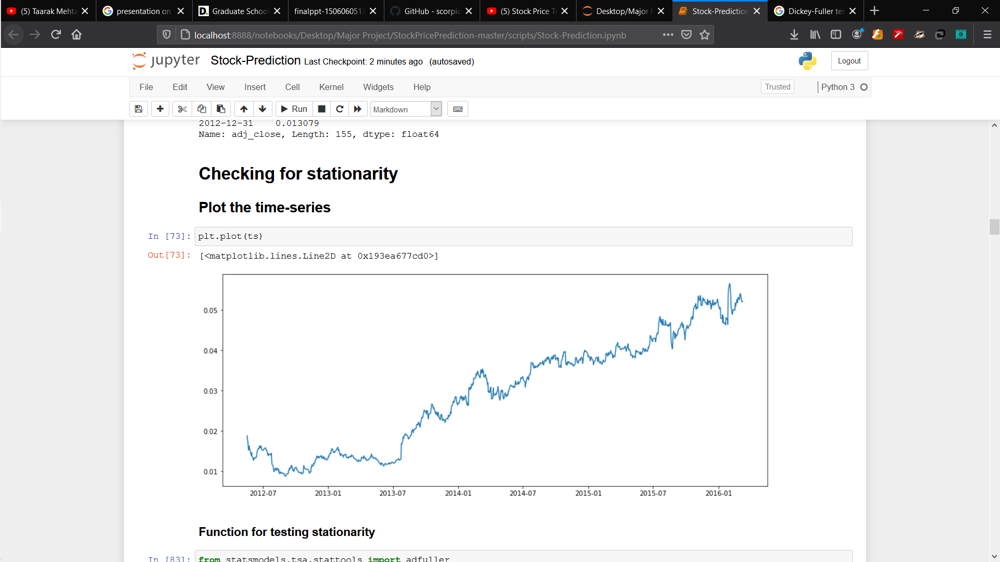 (5) Taarak Mehta
presentation on
Graduate School
finalppt-1506060513
GitHub - scorpio
(5) Stock Price Tr
Desktop/Major P
Stock-Prediction
Dickey-Fuller tes
localhost:8888/notebooks/Desktop/Major Project/StockPricePrediction-master/scripts/Stock-Prediction.ipynb
jupyter Stock-Prediction Last Checkpoint: 2 minutes ago (autosaved)
Logout
File Edit View Insert Cell Kernel Widgets Help
Trusted
Python 3
Run
Markdown
2012-12-31 0.013079
Name: adj_close, Length: 155, dtype: float64
Checking for stationarity
Plot the time-series
In [73]: plt.plot(ts)
Out[73]: [<matplotlib.lines.Line2D at 0x193ea677cd0>]
0.05
0.04
0.03
0.02
0.01
2012-07 2013-01 2013-07 2014-01 2014-07 2015-01 2015-07 2016-01
Function for testing stationarity
In [83]: from statsmodels.tsa.stattools import adfuller